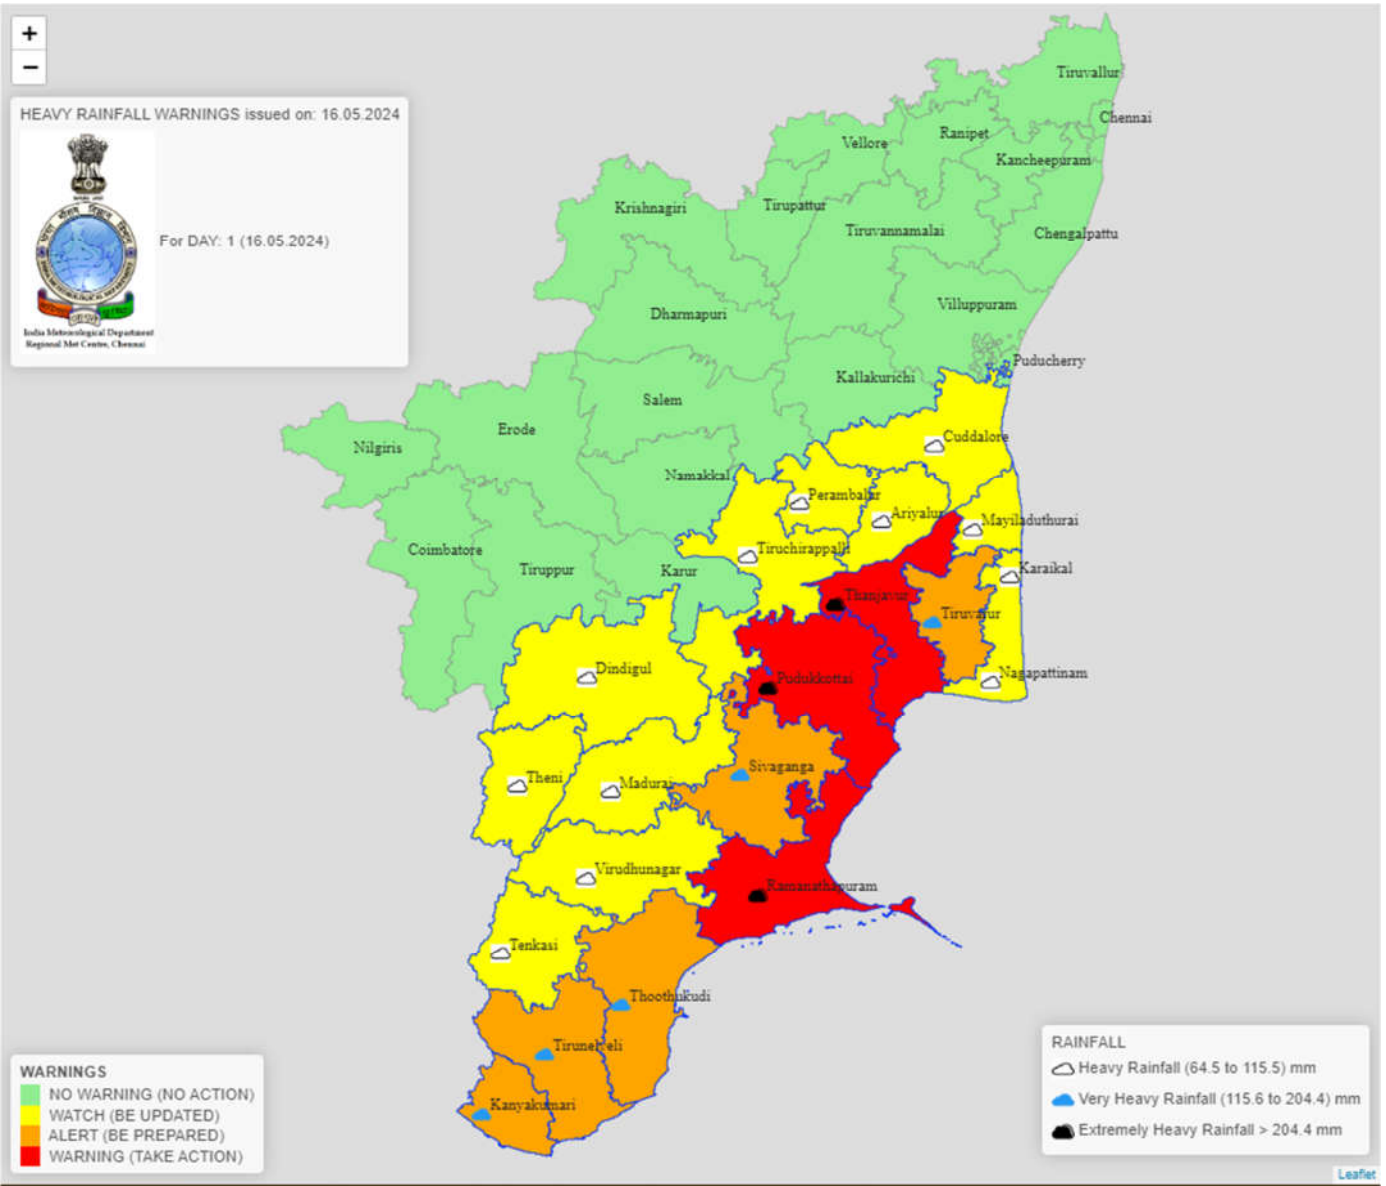 +
−
HEAVY RAINFALL WARNINGS issued on: 16.05.2024
For DAY: 1 (16.05.2024)
India Meteorological Department
Regional Met Centre, Chennai
Tiruvallur
Chennai
Ranipet
Vellore
Kancheepuram
Tirupattur
Krishnagiri
Tiruvannamalai
Chengalpattu
Villuppuram
Dharmapuri
Puducherry
Kallakurichi
Salem
Erode
Cuddalore
Nilgiris
Namakkal
Perambalur
Ariyalur
Mayiladuthurai
Coimbatore
Tiruchirappalli
Karaikal
Tiruppur
Karur
Thanjavur
Tiruvarur
Dindigul
Nagapattinam
Pudukkottai
Sivaganga
Theni
Madurai
Virudhunagar
Ramanathapuram
Tenkasi
Thoothukudi
Tirunelveli
Kanyakumari
WARNINGS
NO WARNING (NO ACTION)
WATCH (BE UPDATED)
ALERT (BE PREPARED)
WARNING (TAKE ACTION)
RAINFALL
Heavy Rainfall (64.5 to 115.5) mm
Very Heavy Rainfall (115.6 to 204.4) mm
Extremely Heavy Rainfall > 204.4 mm
Leaflet